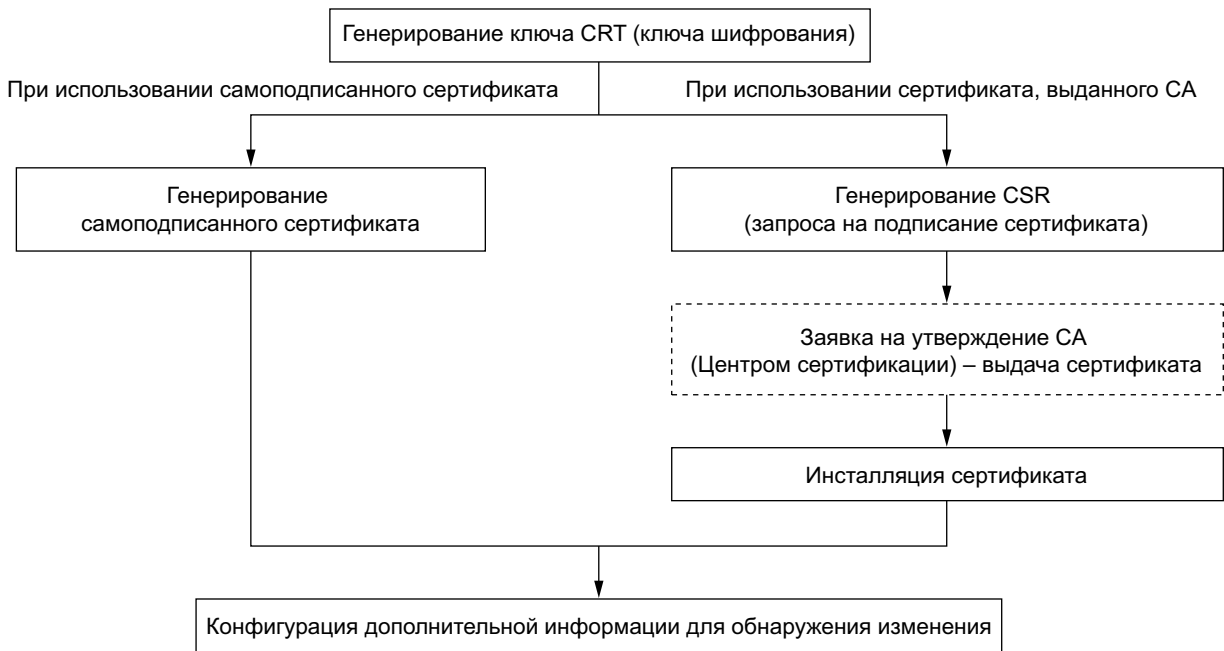 Генерирование ключа CRT (ключа шифрования)
При использовании самоподписанного сертификата
При использовании сертификата, выданного CA
Генерирование
самоподписанного сертификата
Генерирование CSR
(запроса на подписание сертификата)
Заявка на утверждение CA
(Центром сертификации) – выдача сертификата
Инсталляция сертификата
Конфигурация дополнительной информации для обнаружения изменения